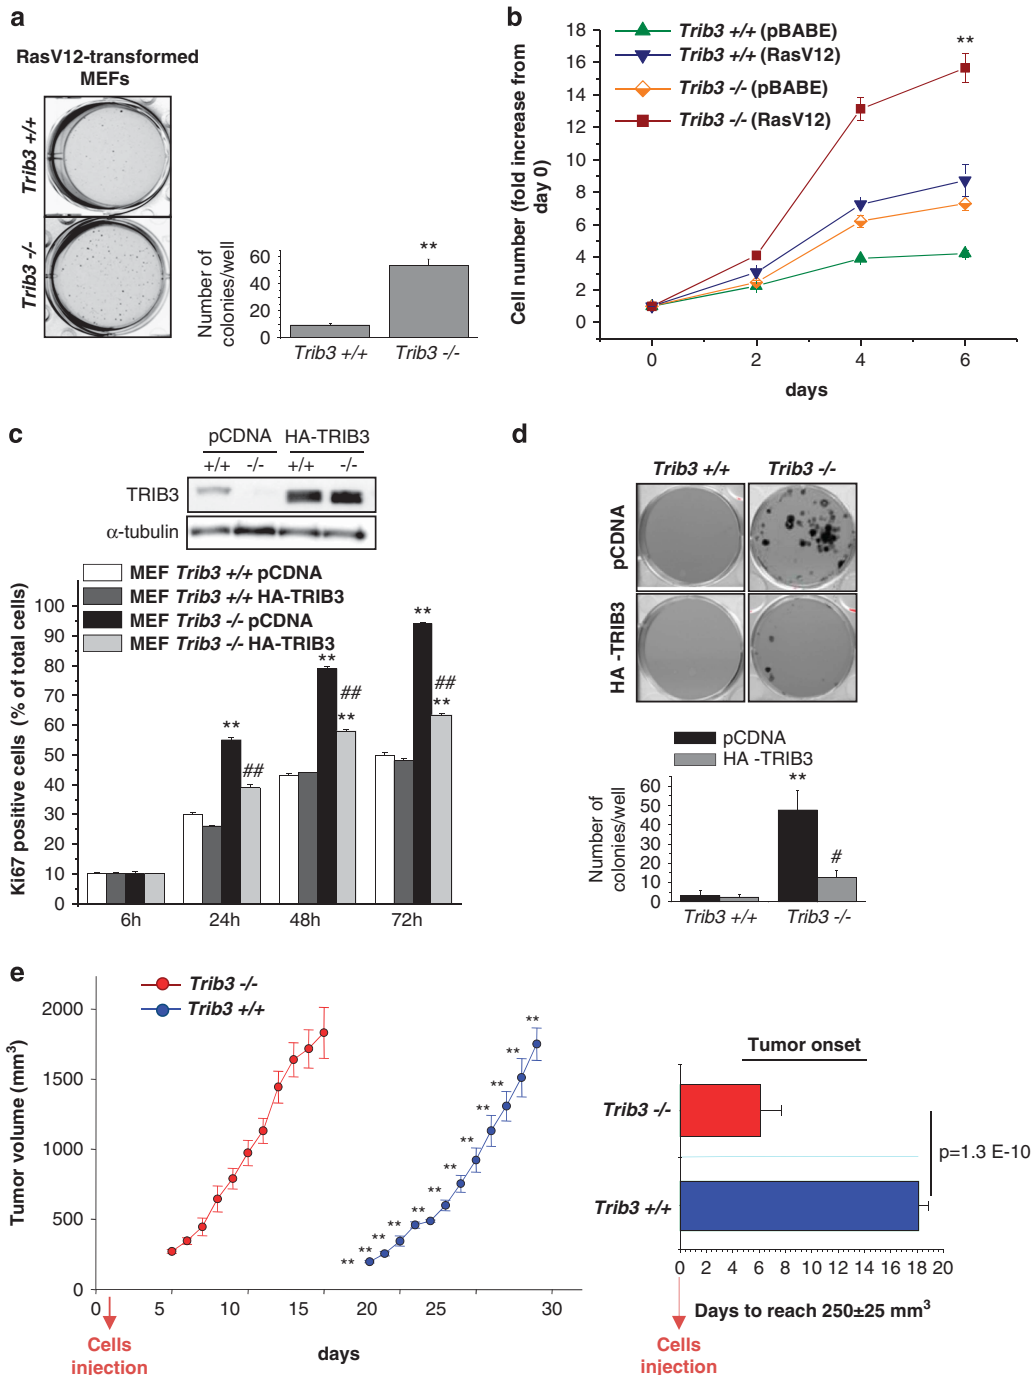 a
RasV12-transformed
MEFs
Trib3 +/+
Trib3 -/-
Number of
colonies/well
60
40
20
0
**
Trib3 +/+ Trib3 -/-
b
Trib3 +/+ (pBABE)
Trib3 +/+ (RasV12)
Trib3 -/- (pBABE)
Trib3 -/- (RasV12)
**
Cell number (fold increase from
day 0)
18
16
14
12
10
8
6
4
2
0
0 2 4 6
days
c
pCDNA HA-TRIB3
+/+ -/- +/+ -/-
TRIB3
α-tubulin
MEF Trib3 +/+ pCDNA
MEF Trib3 +/+ HA-TRIB3
MEF Trib3 -/- pCDNA
MEF Trib3 -/- HA-TRIB3
Ki67 positive cells (% of total cells)
100
90
80
70
60
50
40
30
20
10
0
**
##
**
##
**
**
##
**
6h 24h 48h 72h
d
Trib3 +/+ Trib3 -/-
pCDNA
HA -TRIB3
pCDNA
HA -TRIB3
Number of
colonies/well
60
50
40
30
20
10
0
**
#
Trib3 +/+ Trib3 -/-
e
Trib3 -/-
Trib3 +/+
Tumor volume (mm³)
2000
1500
1000
500
0
** ** ** ** ** ** ** ** ** ** ** **
0 5 10 15 20 25 30
days
Cells
injection
Tumor onset
Trib3 -/-
Trib3 +/+
p=1.3 E-10
0 2 4 6 8 10 12 14 16 18 20
Days to reach 250±25 mm³
Cells
injection